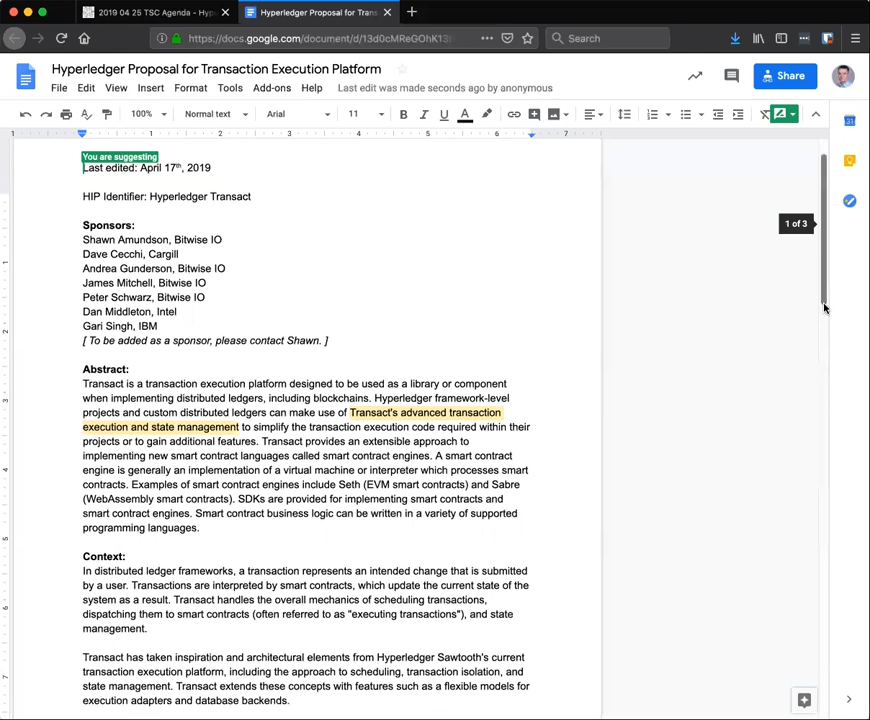 2019 04 25 TSC Agenda - Hype
Hyperledger Proposal for Trans
https://docs.google.com/document/d/13d0cMReGOhK13
Search
Hyperledger Proposal for Transaction Execution Platform
Share
File Edit View Insert Format Tools Add-ons Help Last edit was made seconds ago by anonymous
100% Normal text Arial 11 B I U A
1 1 2 3 4 5 6 7
You are suggesting
Last edited: April 17th, 2019
1 of 3
HIP Identifier: Hyperledger Transact
Sponsors:
Shawn Amundson, Bitwise IO
Dave Cecchi, Cargill
Andrea Gunderson, Bitwise IO
James Mitchell, Bitwise IO
Peter Schwarz, Bitwise IO
Dan Middleton, Intel
Gari Singh, IBM
[ To be added as a sponsor, please contact Shawn. ]
Abstract:
Transact is a transaction execution platform designed to be used as a library or component
when implementing distributed ledgers, including blockchains. Hyperledger framework-level
projects and custom distributed ledgers can make use of Transact's advanced transaction
execution and state management to simplify the transaction execution code required within their
projects or to gain additional features. Transact provides an extensible approach to
implementing new smart contract languages called smart contract engines. A smart contract
engine is generally an implementation of a virtual machine or interpreter which processes smart
contracts. Examples of smart contract engines include Seth (EVM smart contracts) and Sabre
(WebAssembly smart contracts). SDKs are provided for implementing smart contracts and
smart contract engines. Smart contract business logic can be written in a variety of supported
programming languages.
Context:
In distributed ledger frameworks, a transaction represents an intended change that is submitted
by a user. Transactions are interpreted by smart contracts, which update the current state of the
system as a result. Transact handles the overall mechanics of scheduling transactions,
dispatching them to smart contracts (often referred to as "executing transactions"), and state
management.
Transact has taken inspiration and architectural elements from Hyperledger Sawtooth's current
transaction execution platform, including the approach to scheduling, transaction isolation, and
state management. Transact extends these concepts with features such as a flexible models for
execution adapters and database backends.